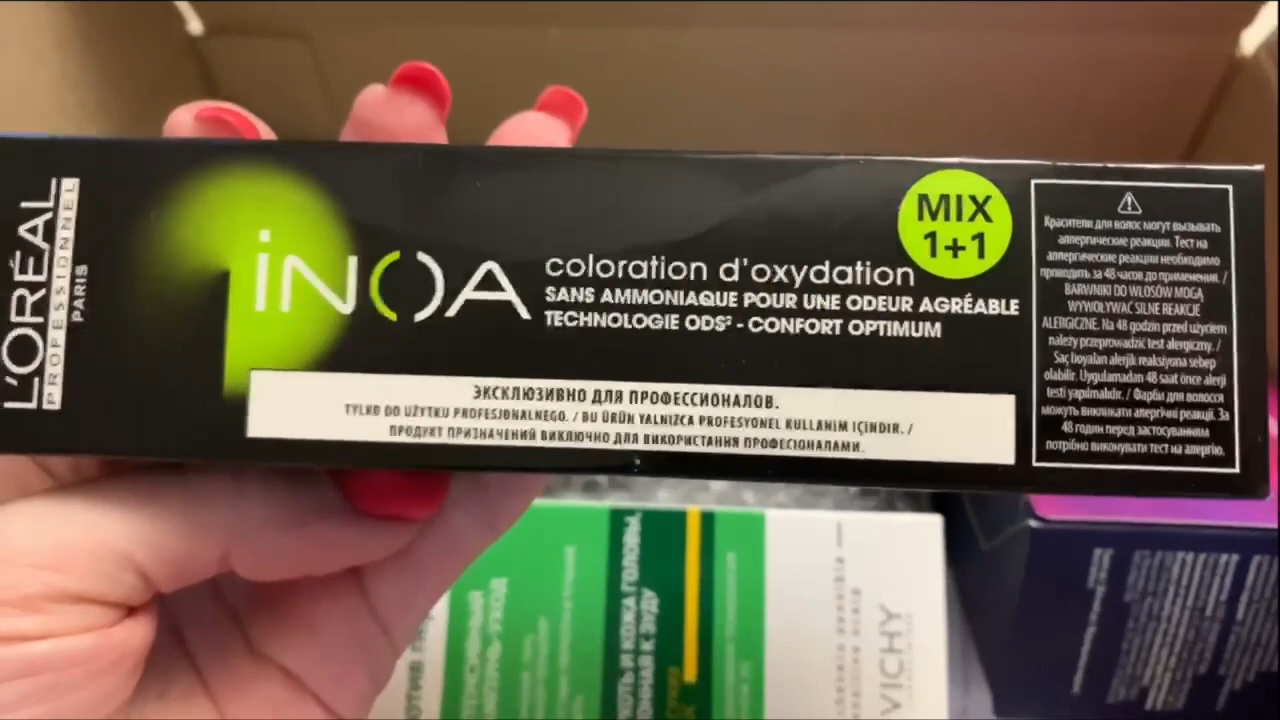 L'ORÉAL
PROFESSIONNEL
PARIS
iNOA
coloration d'oxydation
SANS AMMONIAQUE POUR UNE ODEUR AGRÉABLE
TECHNOLOGIE ODS² - CONFORT OPTIMUM
MIX
1+1
ЭКСКЛЮЗИВНО ДЛЯ ПРОФЕССИОНАЛОВ.
TYLKO DO UŻYTKU PROFESJONALNEGO. / BU ÜRÜN YALNIZCA PROFESYONEL KULLANIM IÇINDIR. /
ПРОДУКТ ПРИЗНАЧЕНИЙ ВИКЛЮЧНО ДЛЯ ВИКОРИСТАННЯ ПРОФЕСІОНАЛАМИ.
Красители для волос могут вызывать
аллергические реакции. Тест на
аллергические реакции необходимо
проводить за 48 часов до применения. /
BARWNIKI DO WŁOSÓW MOGĄ
WYWOŁYWAĆ SILNE REAKCJE
ALERGICZNE. Na 48 godzin przed użyciem
należy przeprowadzić test alergiczny. /
Saç boyaları alerjik reaksiyona sebep
olabilir. Uygulamadan 48 saat önce alerji
testi yapılmalıdır. / Фарби для волосся
можуть викликати алергічні реакції. За
48 годин перед застосуванням
потрібно виконувати тест на алергію.
КОЖА ГОЛОВЫ,
К ЗУДУ
VICHY